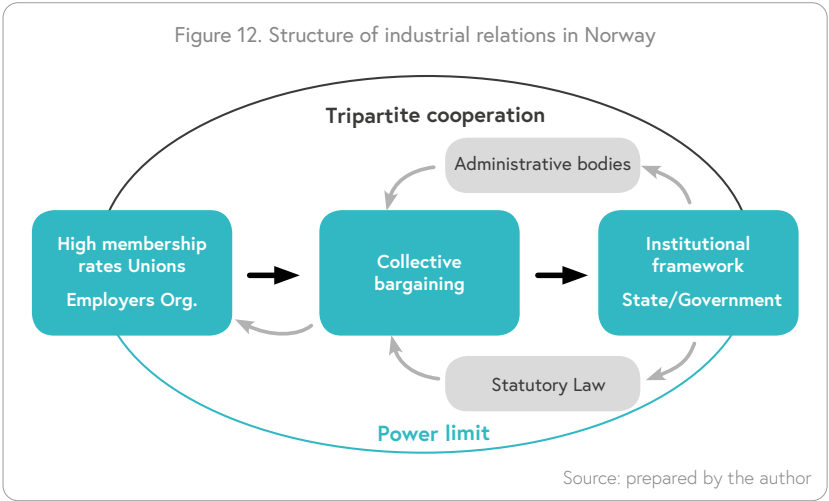 Figure 12. Structure of industrial relations in Norway
Tripartite cooperation
Administrative bodies
High membership
rates Unions
Employers Org.
Collective
bargaining
Institutional
framework
State/Government
Statutory Law
Power limit
Source: prepared by the author